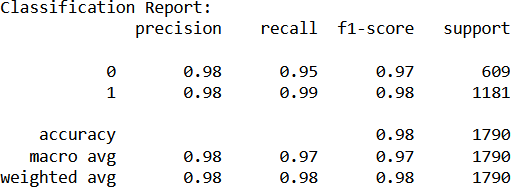 Classification Report:
precision recall f1-score support
0 0.98 0.95 0.97 609
1 0.98 0.99 0.98 1181
accuracy 0.98 1790
macro avg 0.98 0.97 0.97 1790
weighted avg 0.98 0.98 0.98 1790